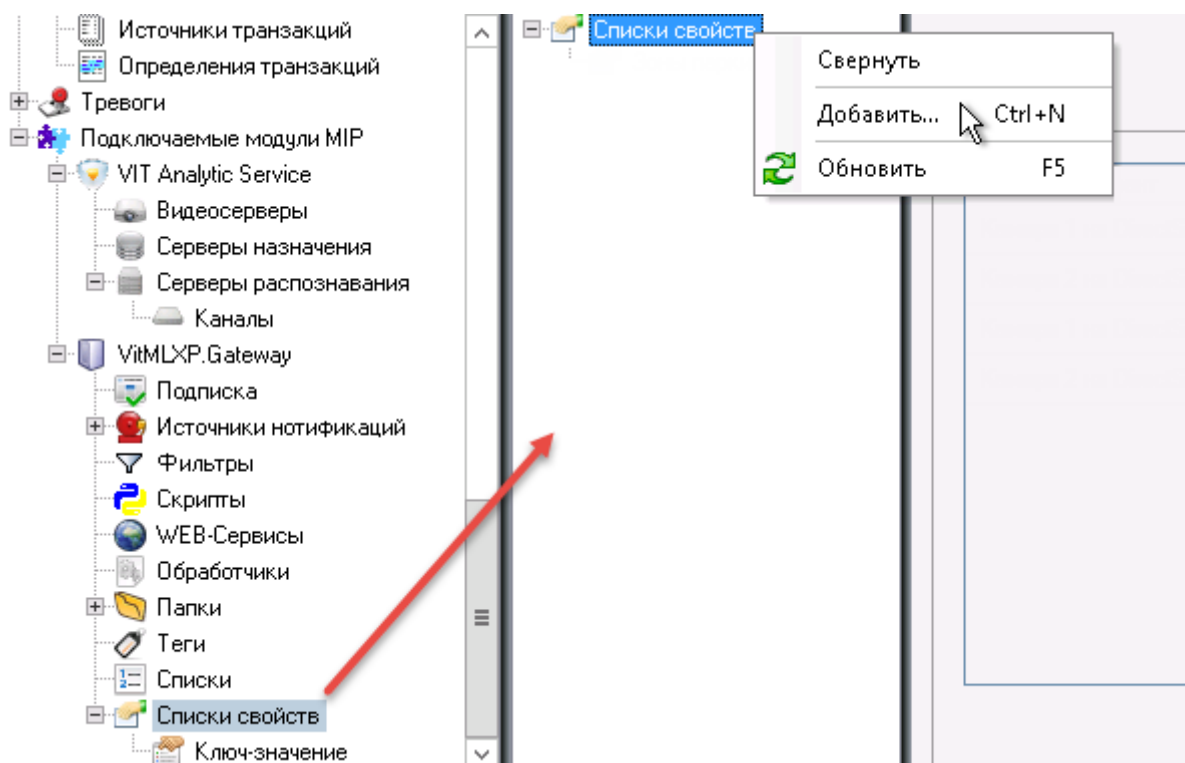 Источники транзакций
Определения транзакций
Тревоги
Подключаемые модули MIP
VIT Analytic Service
Видеосерверы
Серверы назначения
Серверы распознавания
Каналы
VitMLXP.Gateway
Подписка
Источники нотификаций
Фильтры
Скрипты
WEB-Сервисы
Обработчики
Папки
Теги
Списки
Списки свойств
Ключ-значение
Списки свойств
Свернуть
Добавить... Ctrl+N
Обновить F5